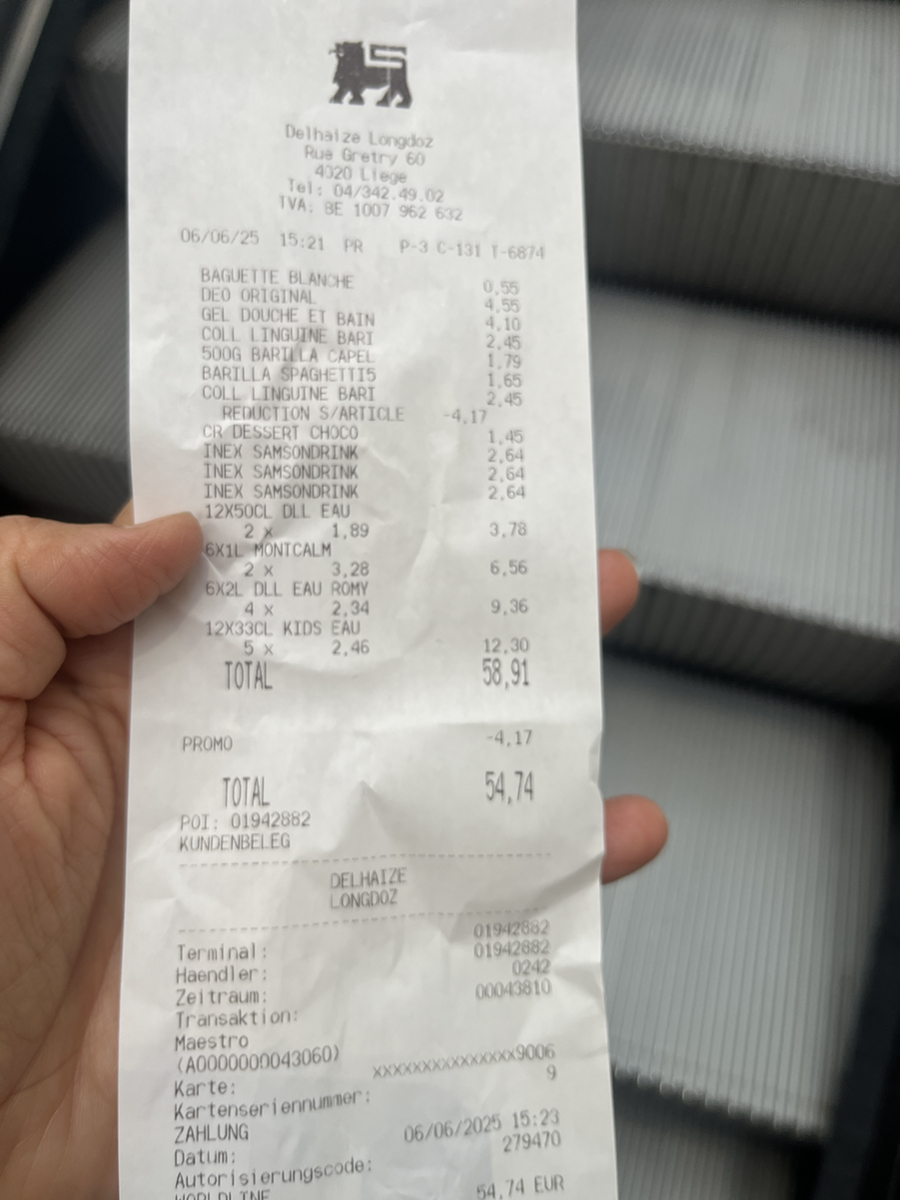 Delhaize Longdoz
Rue Gretry 60
4020 Liege
Tel: 04/342.49.02
TVA: BE 1007 962 632
06/06/25 15:21 PR P-3 C-131 T-6874
BAGUETTE BLANCHE 0,55
DEO ORIGINAL 4,55
GEL DOUCHE ET BAIN 4,10
COLL LINGUINE BARI 2,45
500G BARILLA CAPEL 1,79
BARILLA SPAGHETTI5 1,65
COLL LINGUINE BARI 2,45
REDUCTION S/ARTICLE -4,17
CR DESSERT CHOCO 1,45
INEX SAMSONDRINK 2,64
INEX SAMSONDRINK 2,64
INEX SAMSONDRINK 2,64
12X50CL DLL EAU
2 x 1,89 3,78
6X1L MONTCALM
2 x 3,28 6,56
6X2L DLL EAU ROMY
4 x 2,34 9,36
12X33CL KIDS EAU
5 x 2,46 12,30
TOTAL 58,91
PROMO -4,17
TOTAL 54,74
POI: 01942882
KUNDENBELEG
DELHAIZE
LONGDOZ
Terminal: 01942882
Haendler: 01942882
Zeitraum: 0242
Transaktion: 00043810
Maestro
(A0000000043060)
Karte: xxxxxxxxxxxxxxx9006
Kartenseriennummer: 9
ZAHLUNG
Datum: 06/06/2025 15:23
Autorisierungscode: 279470
WORLDLINE 54,74 EUR